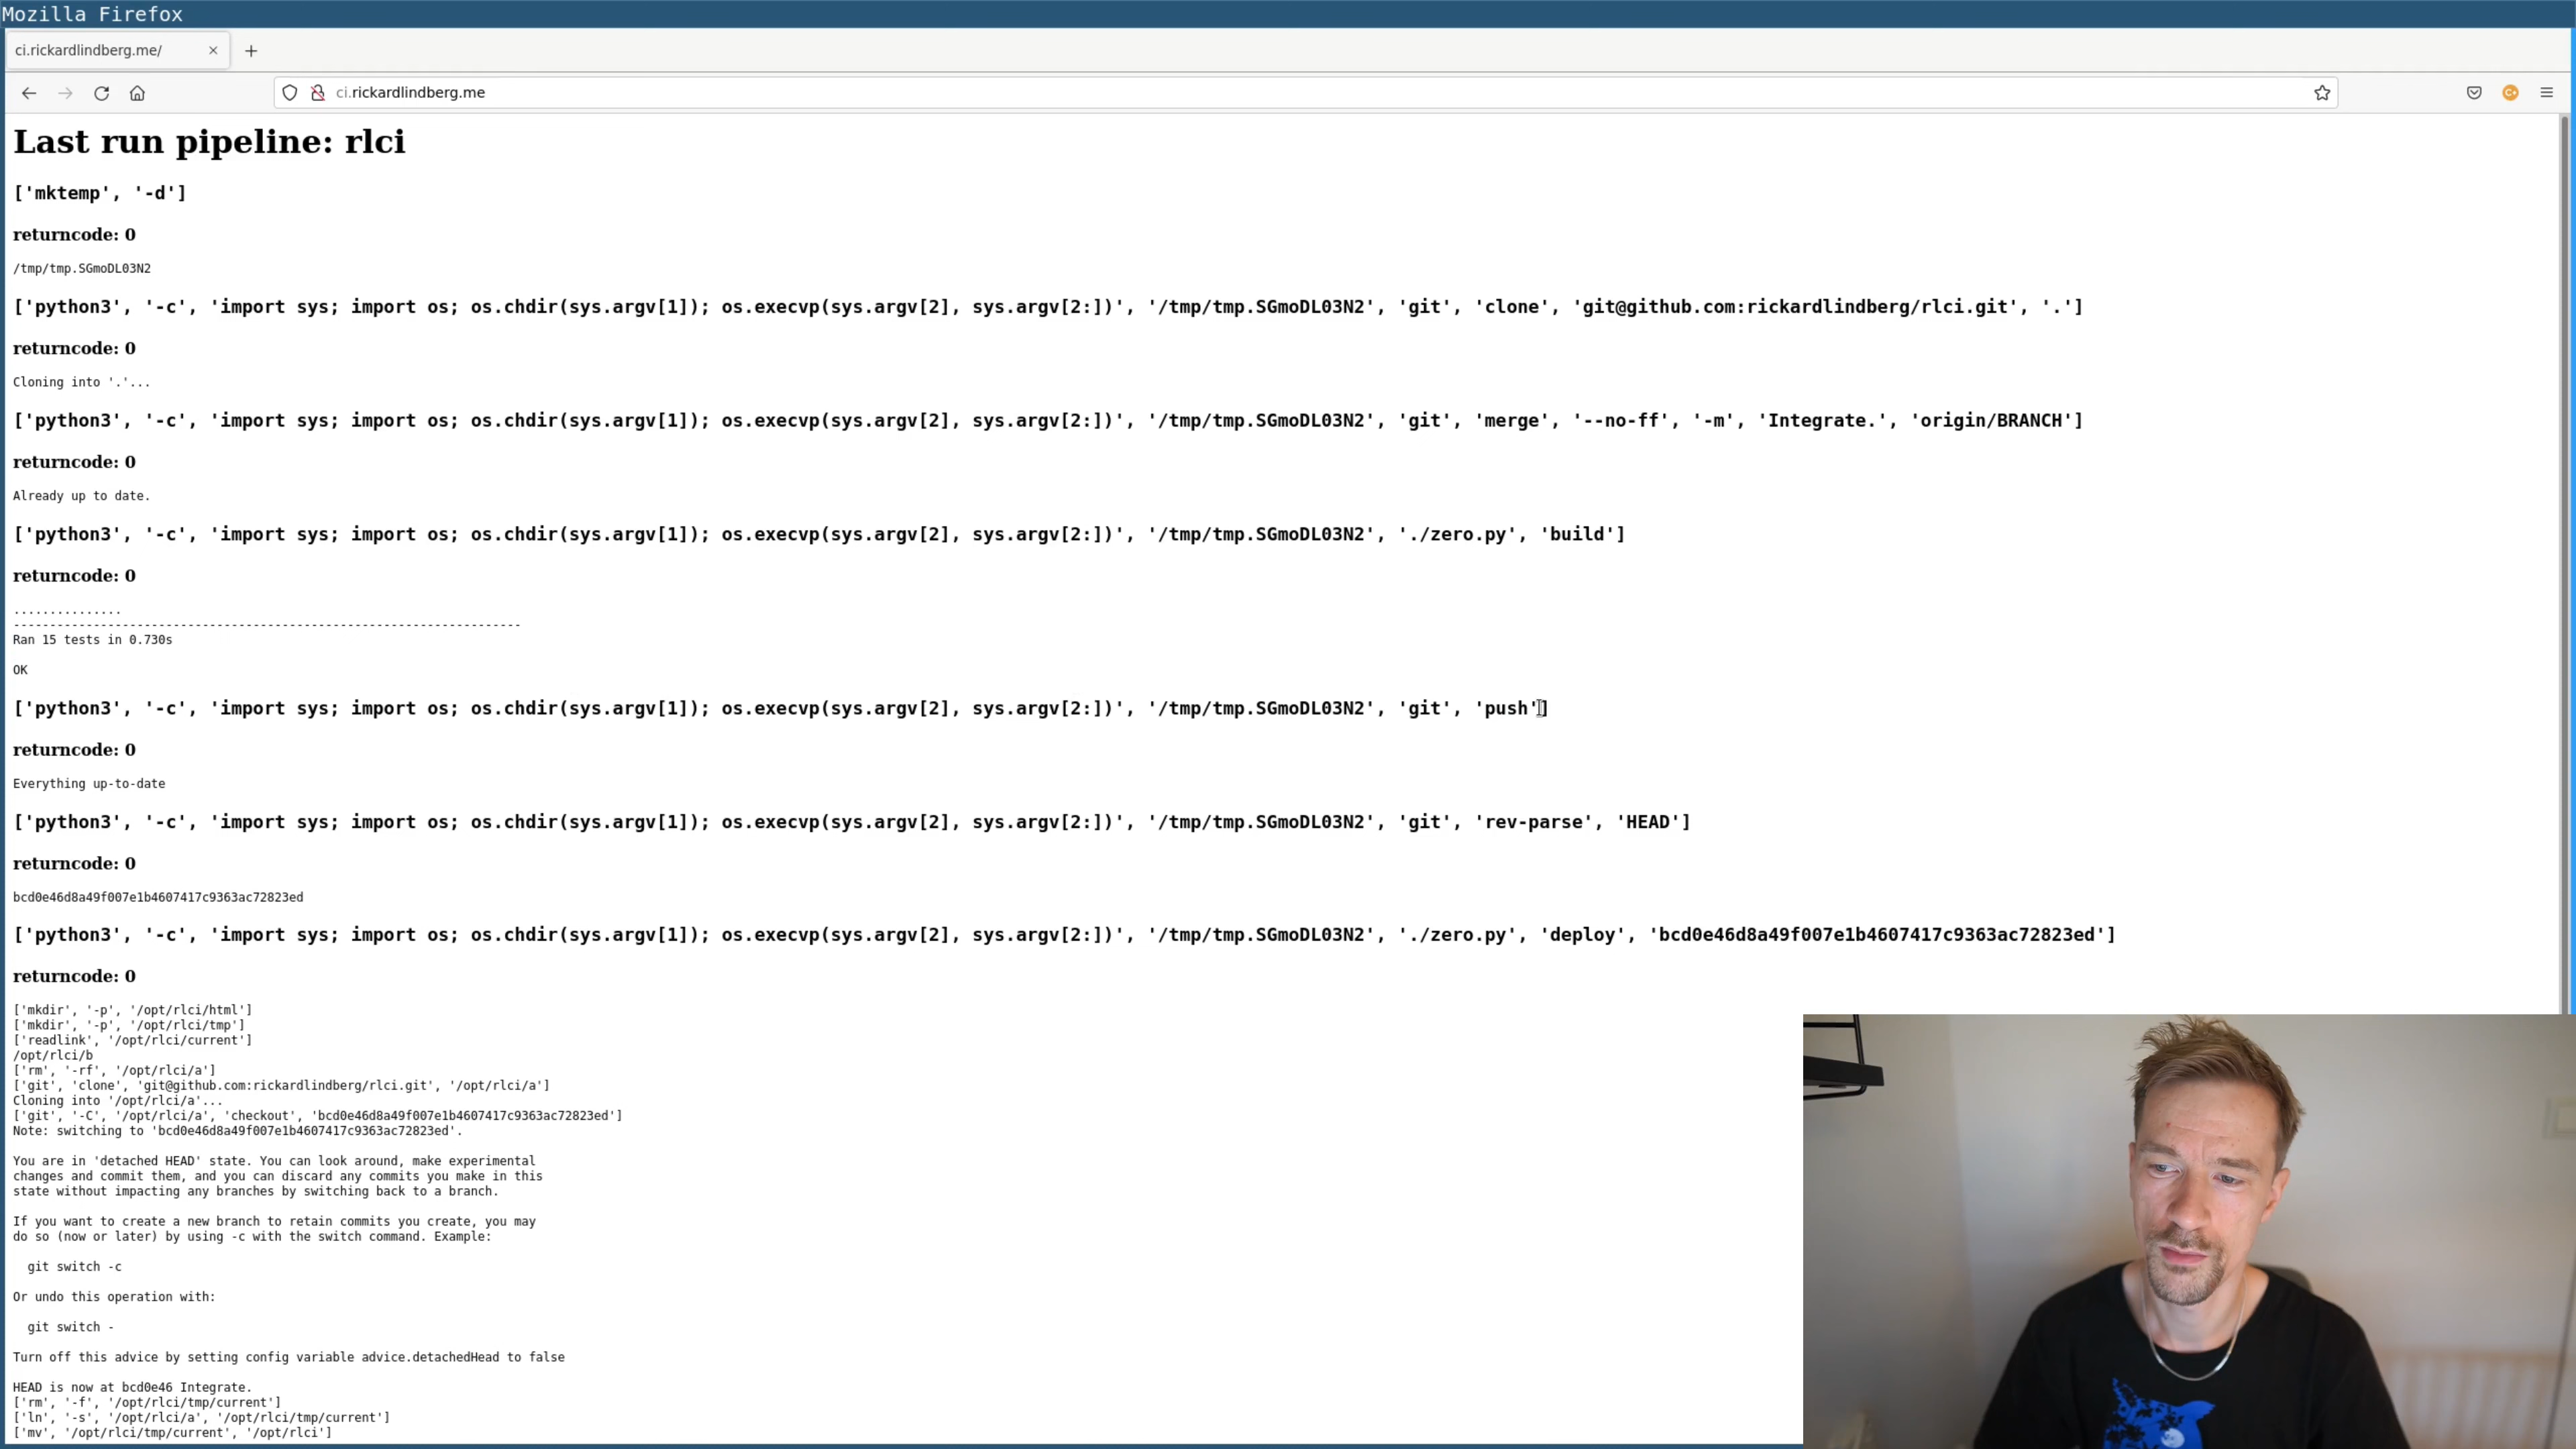 Mozilla Firefox
ci.rickardlindberg.me/
ci.rickardlindberg.me
Last run pipeline: rlci
['mktemp', '-d']
returncode: 0
/tmp/tmp.SGmoDL03N2
['python3', '-c', 'import sys; import os; os.chdir(sys.argv[1]); os.execvp(sys.argv[2], sys.argv[2:])', '/tmp/tmp.SGmoDL03N2', 'git', 'clone', 'git@github.com:rickardlindberg/rlci.git', '.']
returncode: 0
Cloning into '.'...
['python3', '-c', 'import sys; import os; os.chdir(sys.argv[1]); os.execvp(sys.argv[2], sys.argv[2:])', '/tmp/tmp.SGmoDL03N2', 'git', 'merge', '--no-ff', '-m', 'Integrate.', 'origin/BRANCH']
returncode: 0
Already up to date.
['python3', '-c', 'import sys; import os; os.chdir(sys.argv[1]); os.execvp(sys.argv[2], sys.argv[2:])', '/tmp/tmp.SGmoDL03N2', './zero.py', 'build']
returncode: 0
...............
----------------------------------------------------------------------
Ran 15 tests in 0.730s
OK
['python3', '-c', 'import sys; import os; os.chdir(sys.argv[1]); os.execvp(sys.argv[2], sys.argv[2:])', '/tmp/tmp.SGmoDL03N2', 'git', 'push']
returncode: 0
Everything up-to-date
['python3', '-c', 'import sys; import os; os.chdir(sys.argv[1]); os.execvp(sys.argv[2], sys.argv[2:])', '/tmp/tmp.SGmoDL03N2', 'git', 'rev-parse', 'HEAD']
returncode: 0
bcd0e46d8a49f007e1b4607417c9363ac72823ed
['python3', '-c', 'import sys; import os; os.chdir(sys.argv[1]); os.execvp(sys.argv[2], sys.argv[2:])', '/tmp/tmp.SGmoDL03N2', './zero.py', 'deploy', 'bcd0e46d8a49f007e1b4607417c9363ac72823ed']
returncode: 0
['mkdir', '-p', '/opt/rlci/html']
['mkdir', '-p', '/opt/rlci/tmp']
['readlink', '/opt/rlci/current']
/opt/rlci/b
['rm', '-rf', '/opt/rlci/a']
['git', 'clone', 'git@github.com:rickardlindberg/rlci.git', '/opt/rlci/a']
Cloning into '/opt/rlci/a'...
['git', '-C', '/opt/rlci/a', 'checkout', 'bcd0e46d8a49f007e1b4607417c9363ac72823ed']
Note: switching to 'bcd0e46d8a49f007e1b4607417c9363ac72823ed'.
You are in 'detached HEAD' state. You can look around, make experimental
changes and commit them, and you can discard any commits you make in this
state without impacting any branches by switching back to a branch.
If you want to create a new branch to retain commits you create, you may
do so (now or later) by using -c with the switch command. Example:
git switch -c
Or undo this operation with:
git switch -
Turn off this advice by setting config variable advice.detachedHead to false
HEAD is now at bcd0e46 Integrate.
['rm', '-f', '/opt/rlci/tmp/current']
['ln', '-s', '/opt/rlci/a', '/opt/rlci/tmp/current']
['mv', '/opt/rlci/tmp/current', '/opt/rlci']